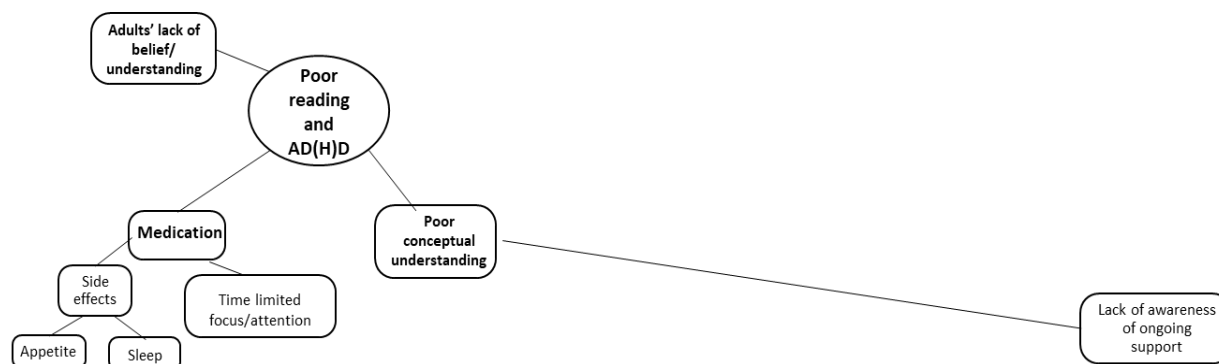 Adults’ lack of
belief/
understanding
Poor
reading
and
AD(H)D
Medication
Poor
conceptual
understanding
Side
effects
Time limited
focus/attention
Appetite
Sleep
Lack of awareness
of ongoing
support